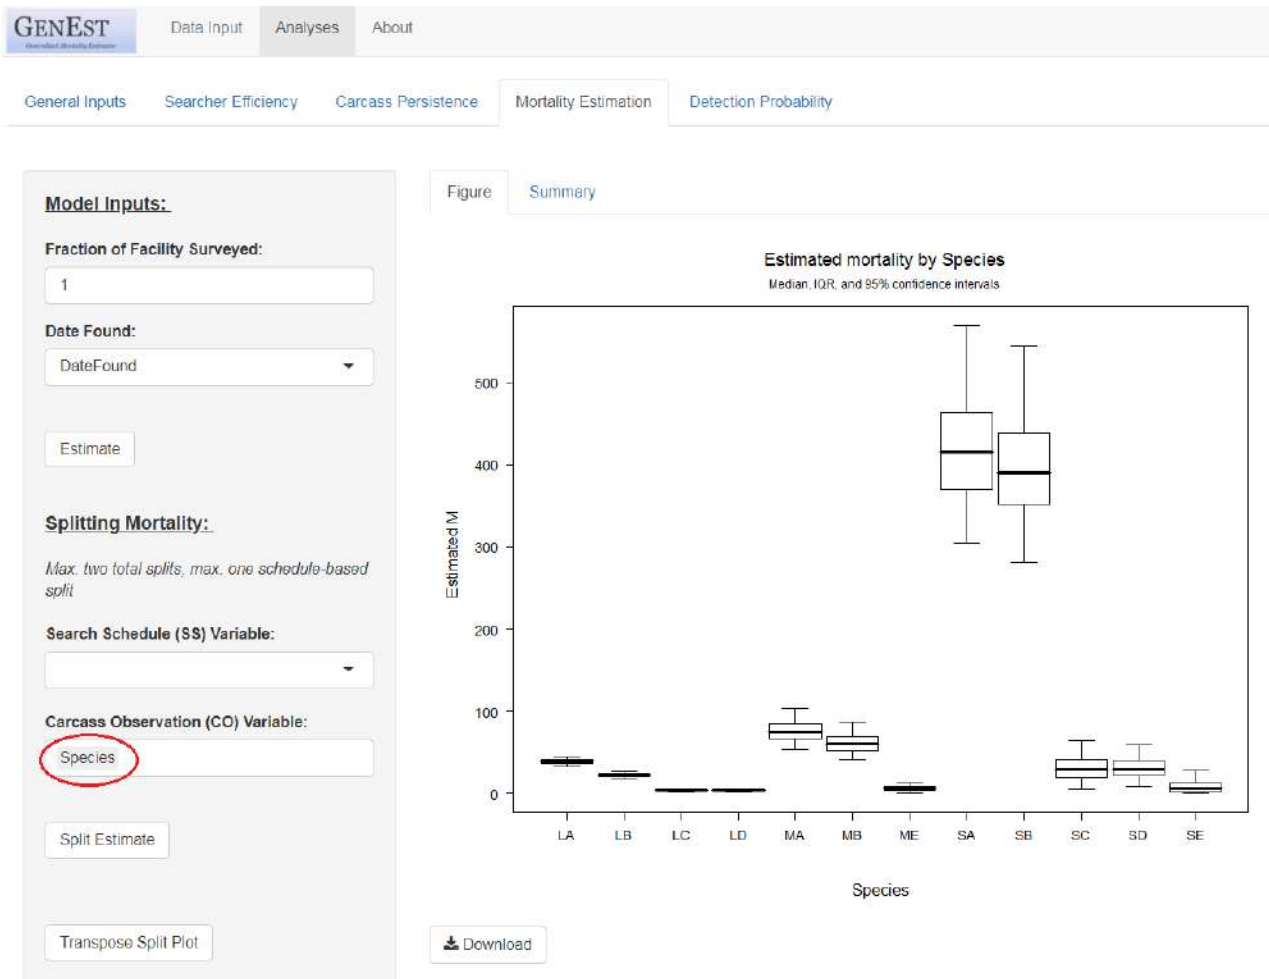 GENEST
Generalized Mortality Estimator
Data Input
Analyses
About
General Inputs
Searcher Efficiency
Carcass Persistence
Mortality Estimation
Detection Probability
Model Inputs:
Fraction of Facility Surveyed:
1
Date Found:
DateFound
Estimate
Splitting Mortality:
Max. two total splits, max. one schedule-based
split
Search Schedule (SS) Variable:
Carcass Observation (CO) Variable:
Species
Split Estimate
Transpose Split Plot
Figure
Summary
Estimated mortality by Species
Median, IQR, and 95% confidence intervals
Estimated M
500
400
300
200
100
0
LA
LB
LC
LD
MA
MB
ME
SA
SB
SC
SD
SE
Species
Download